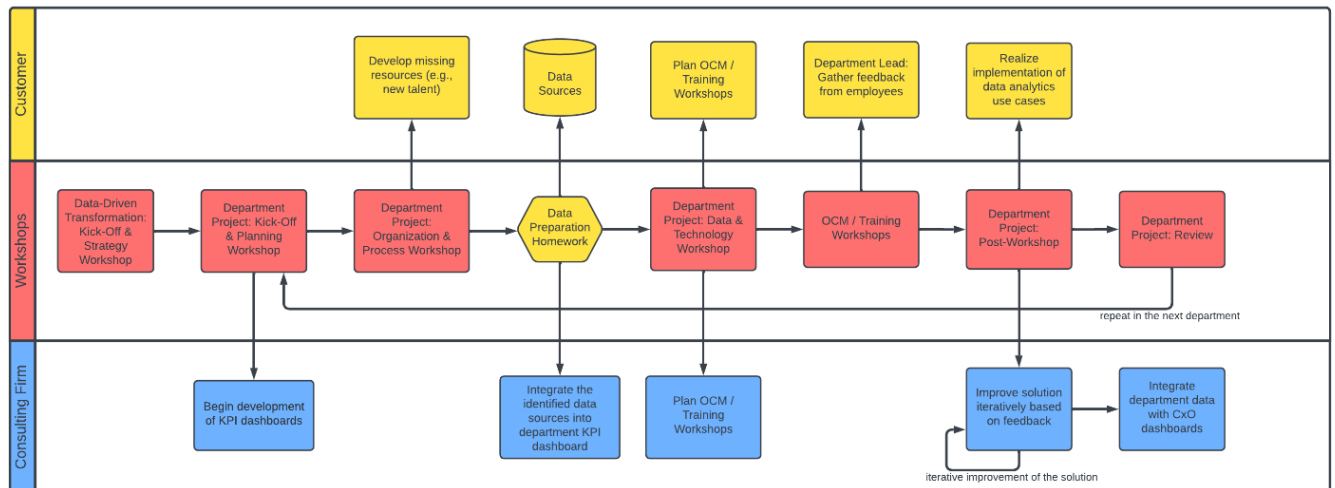 Customer
Develop missing
resources (e.g.,
new talent)
Data
Sources
Plan OCM /
Training
Workshops
Department Lead:
Gather feedback
from employees
Realize
implementation of
data analytics
use cases
Workshops
Data-Driven
Transformation:
Kick-Off &
Strategy
Workshop
Department
Project: Kick-Off
& Planning
Workshop
Department
Project:
Organization &
Process Workshop
Data
Preparation
Homework
Department
Project: Data &
Technology
Workshop
OCM / Training
Workshops
Department
Project:
Post-Workshop
Department
Project: Review
repeat in the next department
Consulting Firm
Begin development
of KPI dashboards
Integrate the
identified data
sources into
department KPI
dashboard
Plan OCM /
Training
Workshops
Improve solution
iteratively based
on feedback
Integrate
department data
with CxO
dashboards
iterative improvement of the solution